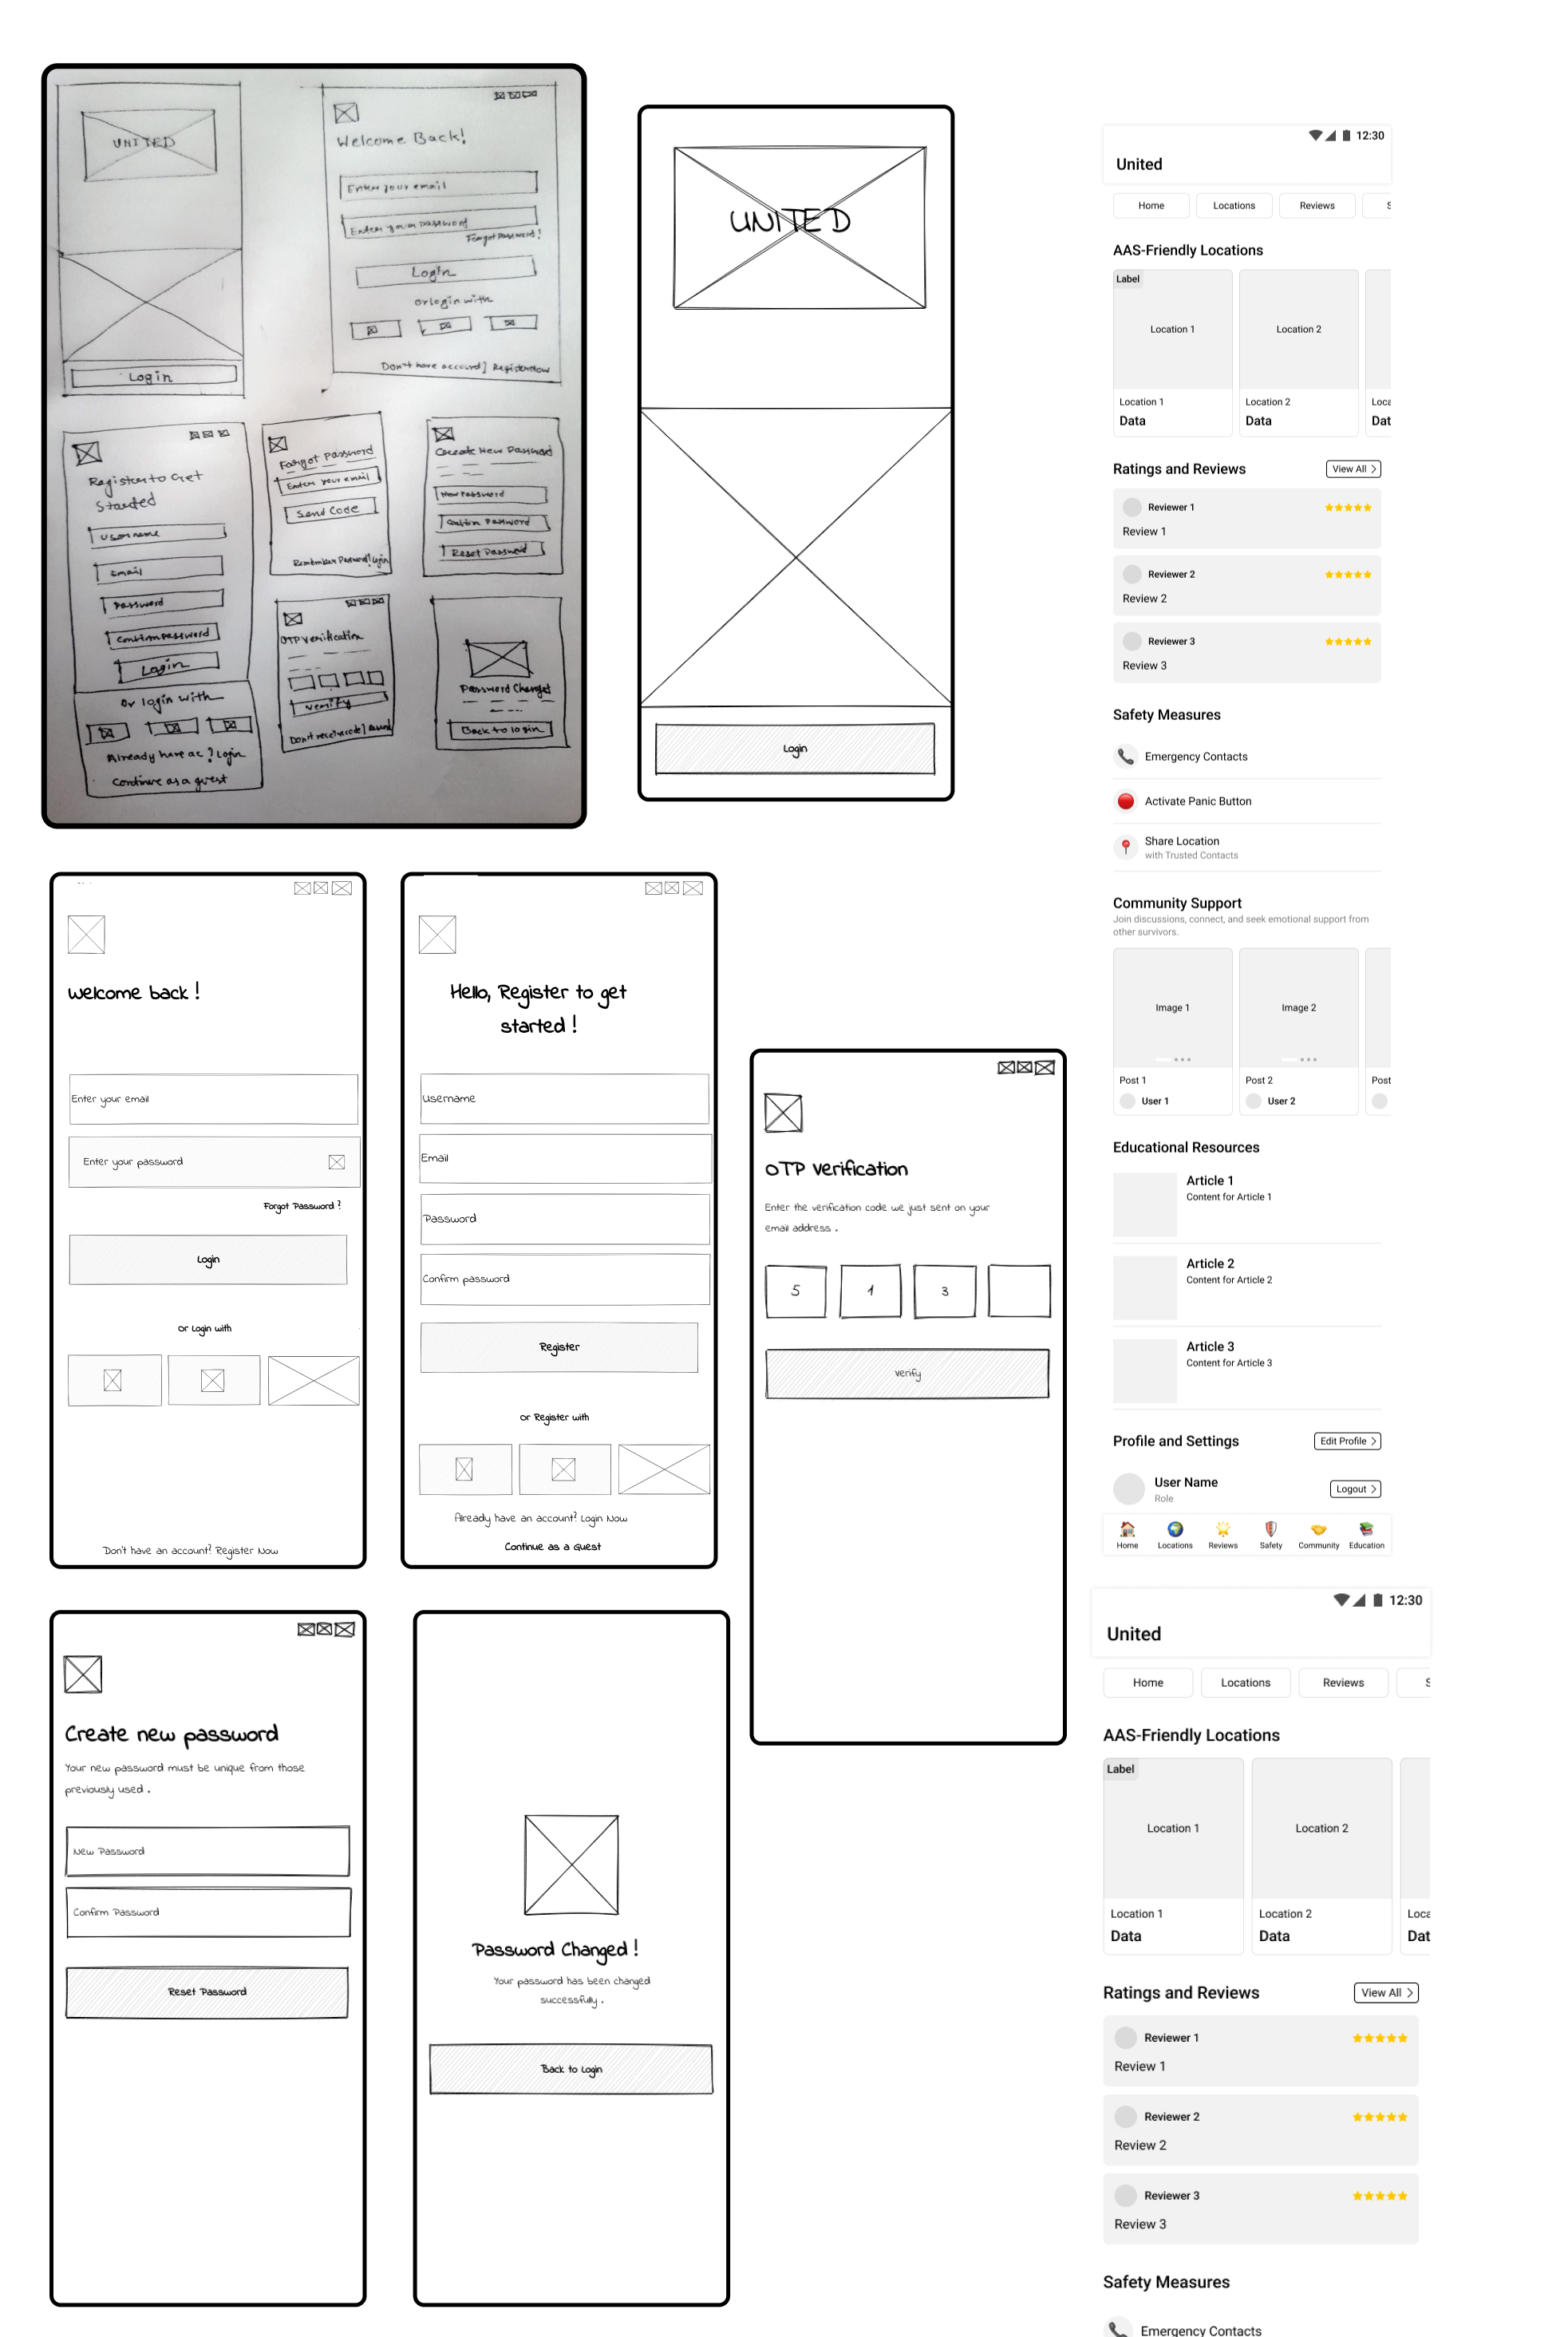 UNITED
Login
Welcome Back!
Enter your email
Enter your password
Forgot Password!
Login
Or login with
Don't have account] Register Now
Register to Get
Started
Username
Email
Password
Confirm password
Login
Or login with
Already have ac ? Login
Continue as a guest
Forgot Password
Enter your email
Send Code
Remember Password! Login
Create New Password
New Password
Confirm Password
Reset Password
OTP Verification
Verify
Don't receive code]
Password Changed
Back to login
UNITED
Login
Welcome back !
Enter your email
Enter your password
Forgot Password ?
Login
Or Login with
Don't have an account? Register Now
Hello, Register to get
started !
Username
Email
Password
Confirm password
Register
Or Register with
Already have an account? Login Now
Continue as a Guest
OTP Verification
Enter the verification code we just sent on your
email address .
5 1 3
Verify
Create new password
Your new password must be unique from those
previously used .
New Password
Confirm Password
Reset Password
Password Changed !
Your password has been changed
successfully .
Back to Login
12:30
United
Home Locations Reviews S
AAS-Friendly Locations
Label
Location 1 Location 2
Location 1 Location 2 Loca
Data Data Dat
Ratings and Reviews View All
Reviewer 1
Review 1
Reviewer 2
Review 2
Reviewer 3
Review 3
Safety Measures
Emergency Contacts
Activate Panic Button
Share Location
with Trusted Contacts
Community Support
Join discussions, connect, and seek emotional support from
other survivors.
Image 1 Image 2
Post 1 Post 2 Post
User 1 User 2
Educational Resources
Article 1
Content for Article 1
Article 2
Content for Article 2
Article 3
Content for Article 3
Profile and Settings Edit Profile
User Name
Role
Logout
Home Locations Reviews Safety Community Education
12:30
United
Home Locations Reviews S
AAS-Friendly Locations
Label
Location 1 Location 2
Location 1 Location 2 Loca
Data Data Dat
Ratings and Reviews View All
Reviewer 1
Review 1
Reviewer 2
Review 2
Reviewer 3
Review 3
Safety Measures
Emergency Contacts